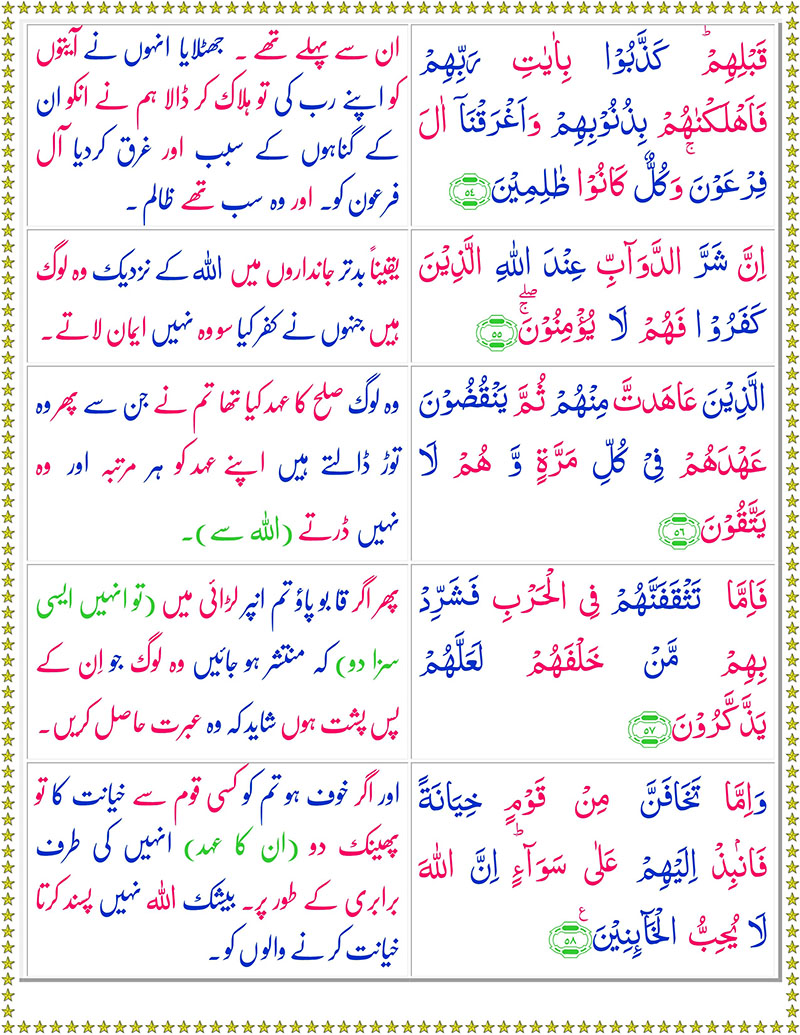 قَبۡلِهِمۡ‌ؕ كَذَّبُوۡا بِاٰيٰتِ رَبِّهِمۡ
فَاَهۡلَكۡنٰهُمۡ بِذُنُوۡبِهِمۡ وَاَغۡرَقۡنَاۤ اٰلَ
فِرۡعَوۡنَ‌ ۚ وَكُلٌّ كَانُوۡا ظٰلِمِيۡنَ ﴿۵۴﴾
ان سے پہلے تھے ۔ جھٹلایا انہوں نے آیتوں
کو اپنے رب کی تو ہلاک کر ڈالا ہم نے انکو ان
کے گناہوں کے سبب اور غرق کردیا آل
فرعون کو۔ اور وہ سب تھے ظالم ۔
اِنَّ شَرَّ الدَّوَآبِّ عِنۡدَ اللّٰهِ الَّذِيۡنَ
كَفَرُوۡا فَهُمۡ لَا يُؤۡمِنُوۡنَ‌ ۖ‌ۚ ﴿۵۵﴾
یقیناً بدتر جانداروں میں اللہ کے نزدیک وہ لوگ
ہیں جنہوں نے کفر کیا سو وہ نہیں ایمان لاتے۔
الَّذِيۡنَ عَاهَدتَّ مِنۡهُمۡ ثُمَّ يَنۡقُضُوۡنَ
عَهۡدَهُمۡ فِىۡ كُلِّ مَرَّةٍ وَّ هُمۡ لَا
يَتَّقُوۡنَ ﴿۵۶﴾
وہ لوگ صلح کا عہد کیا تھا تم نے جن سے پھر وہ
توڑ ڈالتے ہیں اپنے عہد کو ہر مرتبہ اور وہ
نہیں ڈرتے (اللہ سے)۔
فَاِمَّا تَثۡقَفَنَّهُمۡ فِى الۡحَرۡبِ فَشَرِّدۡ
بِهِمۡ مَّنۡ خَلۡفَهُمۡ لَعَلَّهُمۡ
يَذَّكَّرُوۡنَ ﴿۵۷﴾
پھر اگر قابو پاؤ تم انپر لڑائی میں (تو انہیں ایسی
سزا دو) کہ منتشر ہو جائیں وہ لوگ جو اِن کے
پس پشت ہوں شاید کہ وہ عبرت حاصل کریں۔
وَاِمَّا تَخَافَنَّ مِنۡ قَوۡمٍ خِيَانَةً
فَانۢبِذۡ اِلَيۡهِمۡ عَلٰى سَوَآءٍ‌ ؕ اِنَّ اللّٰهَ
لَا يُحِبُّ الۡخَآئِنِيۡنَ ﴿۵۸﴾ ع
اور اگر خوف ہو تم کو کسی قوم سے خیانت کا تو
پھینک دو (ان کا عہد) انہیں کی طرف
برابری کے طور پر۔ بیشک اللہ نہیں پسند کرتا
خیانت کرنے والوں کو۔